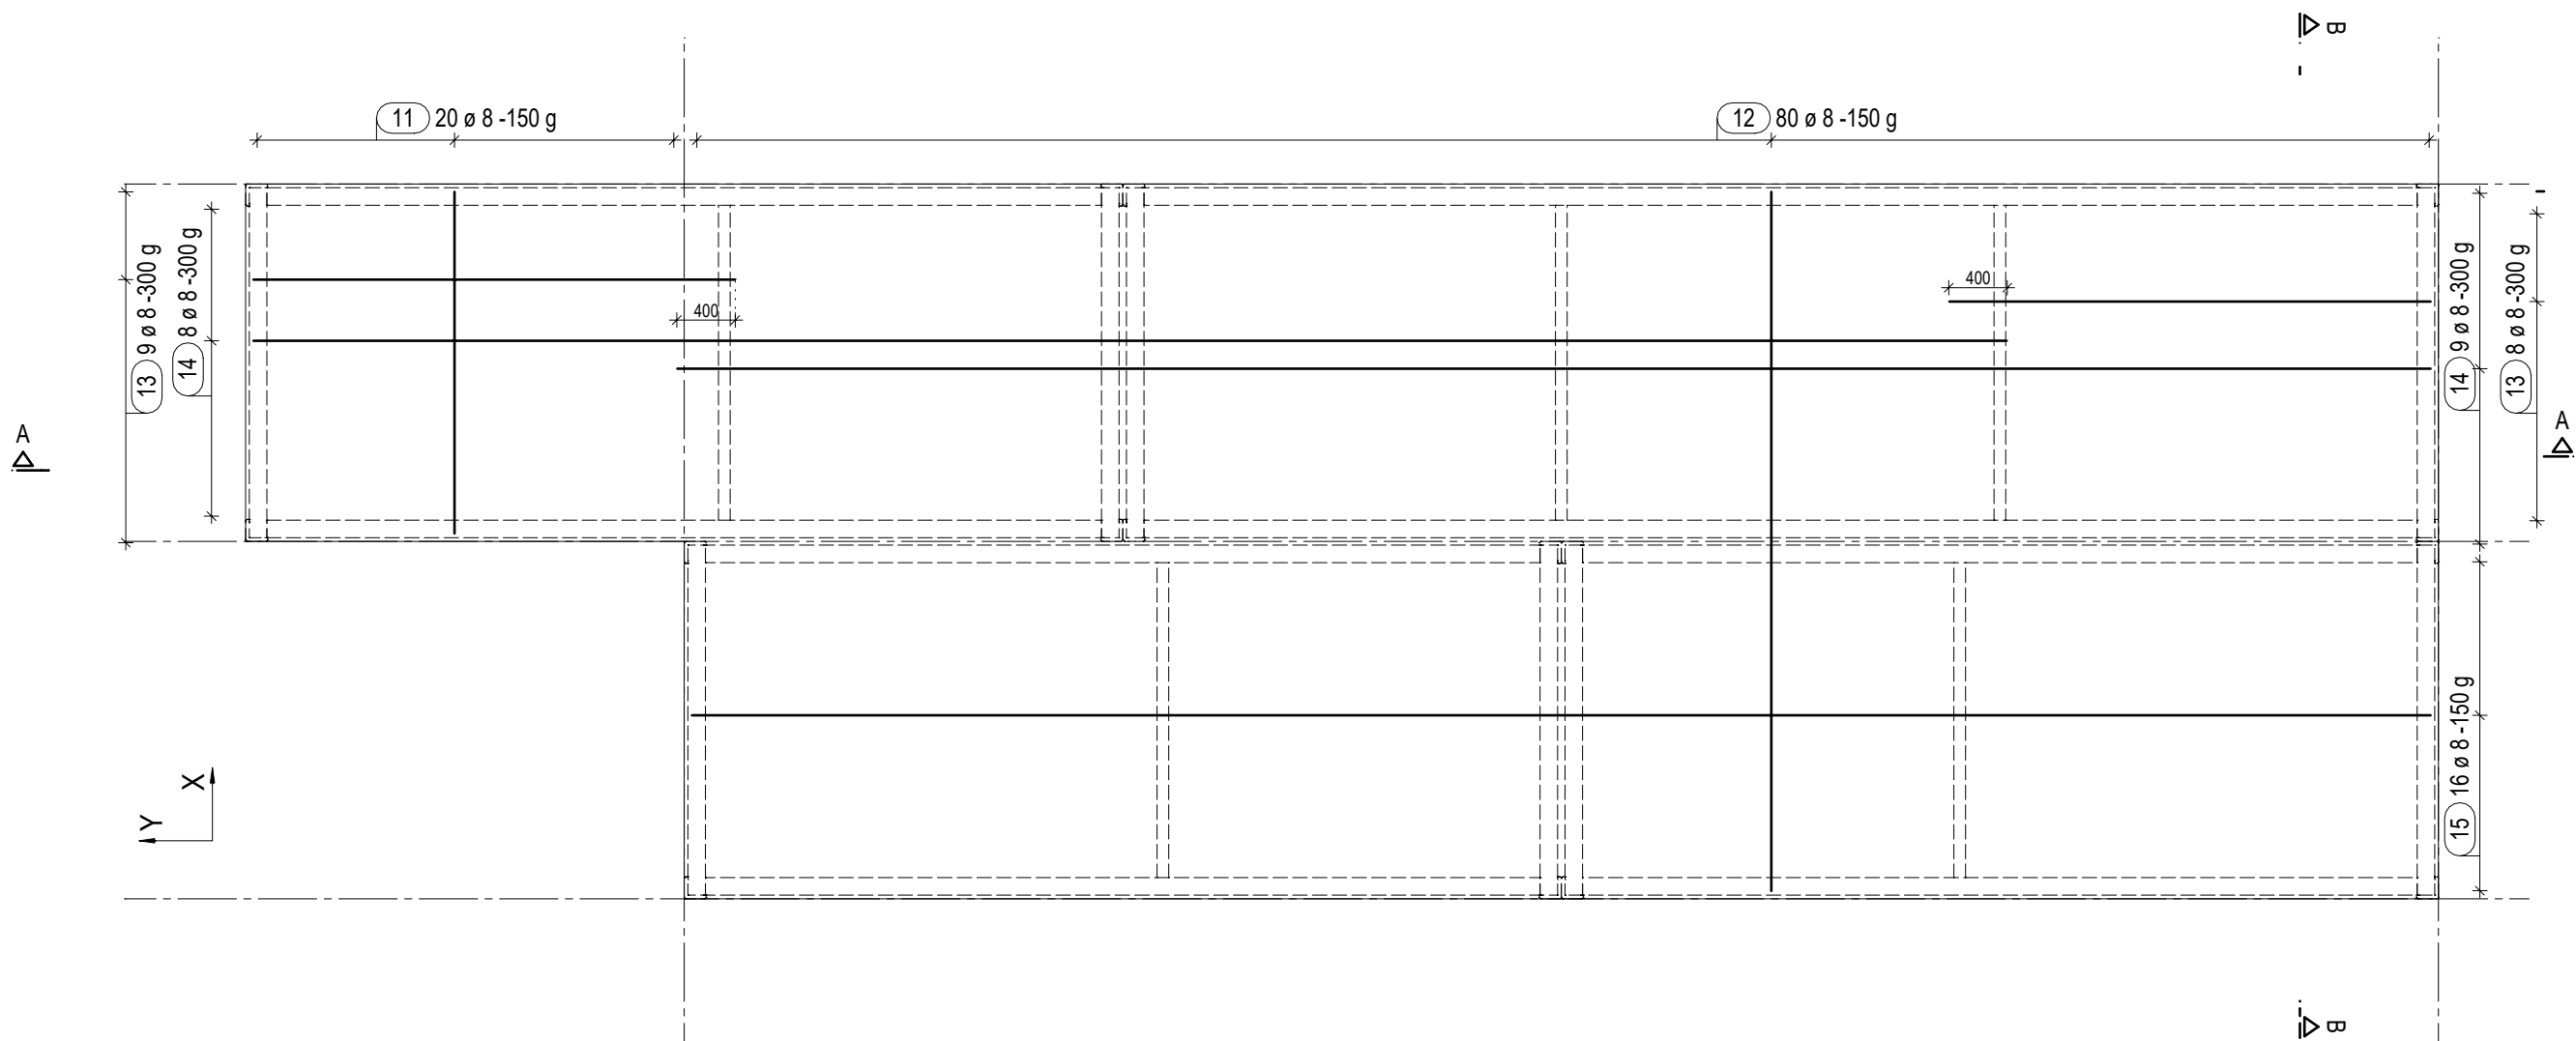 B
11 20 ø 8 -150 g
12 80 ø 8 -150 g
13 9 ø 8 -300 g
14 8 ø 8 -300 g
400
400
14 9 ø 8 -300 g
13 8 ø 8 -300 g
A
A
15 16 ø 8 -150 g
X
Y
B